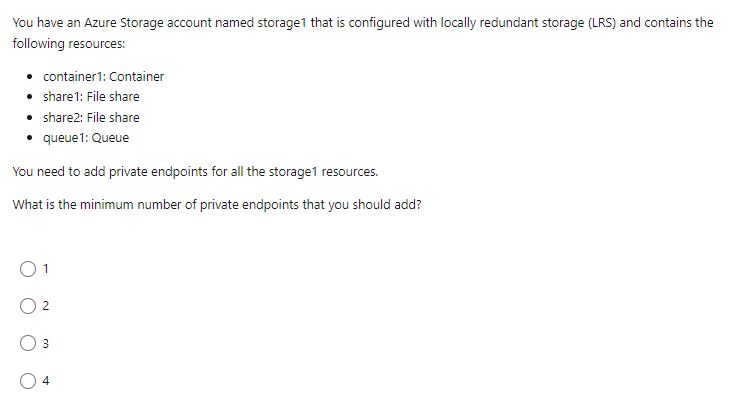 You have an Azure Storage account named storage1 that is configured with locally redundant storage (LRS) and contains the
following resources:
• container1: Container
• share1: File share
• share2: File share
• queue1: Queue
You need to add private endpoints for all the storage1 resources.
What is the minimum number of private endpoints that you should add?
1
2
3
4